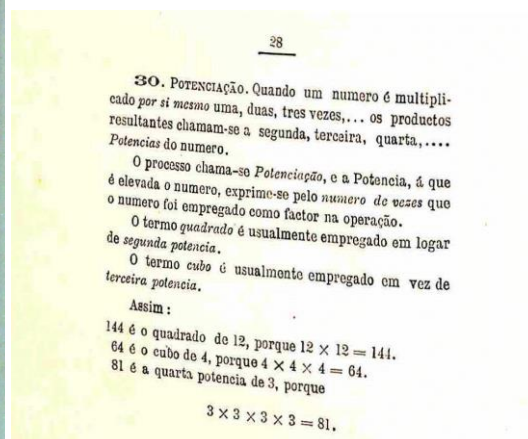 28
30. POTENCIAÇÃO. Quando um numero é multipli-
cado por si mesmo uma, duas, tres vezes,... os productos
resultantes chamam-se a segunda, terceira, quarta,....
Potencias do numero.
O processo chama-se Potenciação, e a Potencia, á que
é elevada o numero, exprime-se pelo numero de vezes que
o numero foi empregado como factor na operação.
O termo quadrado é usualmente empregado em logar
de segunda potencia.
O termo cubo é usualmente empregado em vez de
terceira potencia.
Assim:
144 é o quadrado de 12, porque 12 × 12 = 144.
64 é o cubo de 4, porque 4 × 4 × 4 = 64.
81 é a quarta potencia de 3, porque
3 × 3 × 3 × 3 = 81.